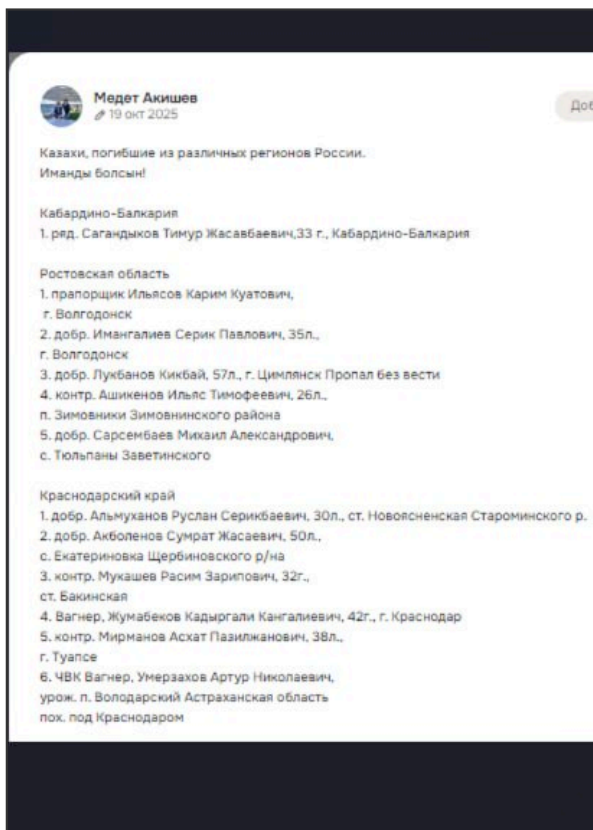 Медет Акишев
19 окт 2025
Доб
Казахи, погибшие из различных регионов России.
Иманды болсын!
Кабардино-Балкария
1. ряд. Сагандыков Тимур Жасавбаевич,33 г., Кабардино-Балкария
Ростовская область
1. прапорщик Ильясов Карим Куатович,
г. Волгодонск
2. добр. Имангалиев Серик Павлович, 35л.,
г. Волгодонск
3. добр. Лукбанов Кикбай, 57л., г. Цимлянск Пропал без вести
4. контр. Ашикенов Ильяс Тимофеевич, 26л.,
п. Зимовники Зимовнинского района
5. добр. Сарсембаев Михаил Александрович,
с. Тюльпаны Заветинского
Краснодарский край
1. добр. Альмуханов Руслан Серикбаевич, 30л., ст. Новоясненская Староминского р.
2. добр. Акболенов Сумрат Жасаевич, 50л.,
с. Екатериновка Щербиновского р/на
3. контр. Мукашев Расим Зарипович, 32г.,
ст. Бакинская
4. Вагнер, Жумабеков Кадыргали Кангалиевич, 42г., г. Краснодар
5. контр. Мирманов Асхат Пазилжанович, 38л.,
г. Туапсе
6. ЧВК Вагнер, Умерзахов Артур Николаевич,
урож. п. Володарский Астраханская область
пох. под Краснодаром